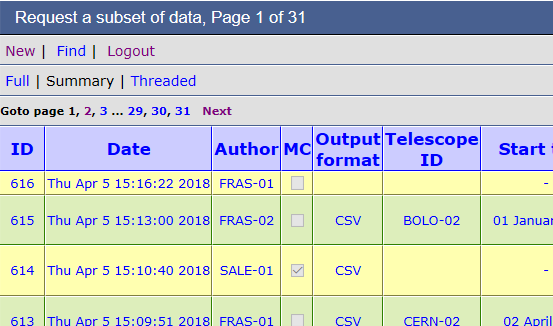 Request a subset of data, Page 1 of 31
New | Find | Logout
Full | Summary | Threaded
Goto page 1, 2, 3 ... 29, 30, 31 Next
ID Date Author MC Output format Telescope ID Start
616 Thu Apr 5 15:16:22 2018 FRAS-01 -
615 Thu Apr 5 15:13:00 2018 FRAS-02 CSV BOLO-02 01 Januar
614 Thu Apr 5 15:10:40 2018 SALE-01 CSV -
613 Thu Apr 5 15:09:51 2018 FRAS-01 CSV CERN-02 02 April